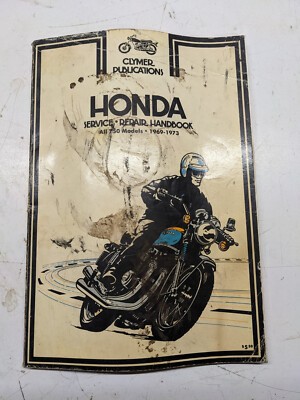 CLYMER
PUBLICATIONS
HONDA
SERVICE • REPAIR HANDBOOK
All 750 Models • 1969-1973